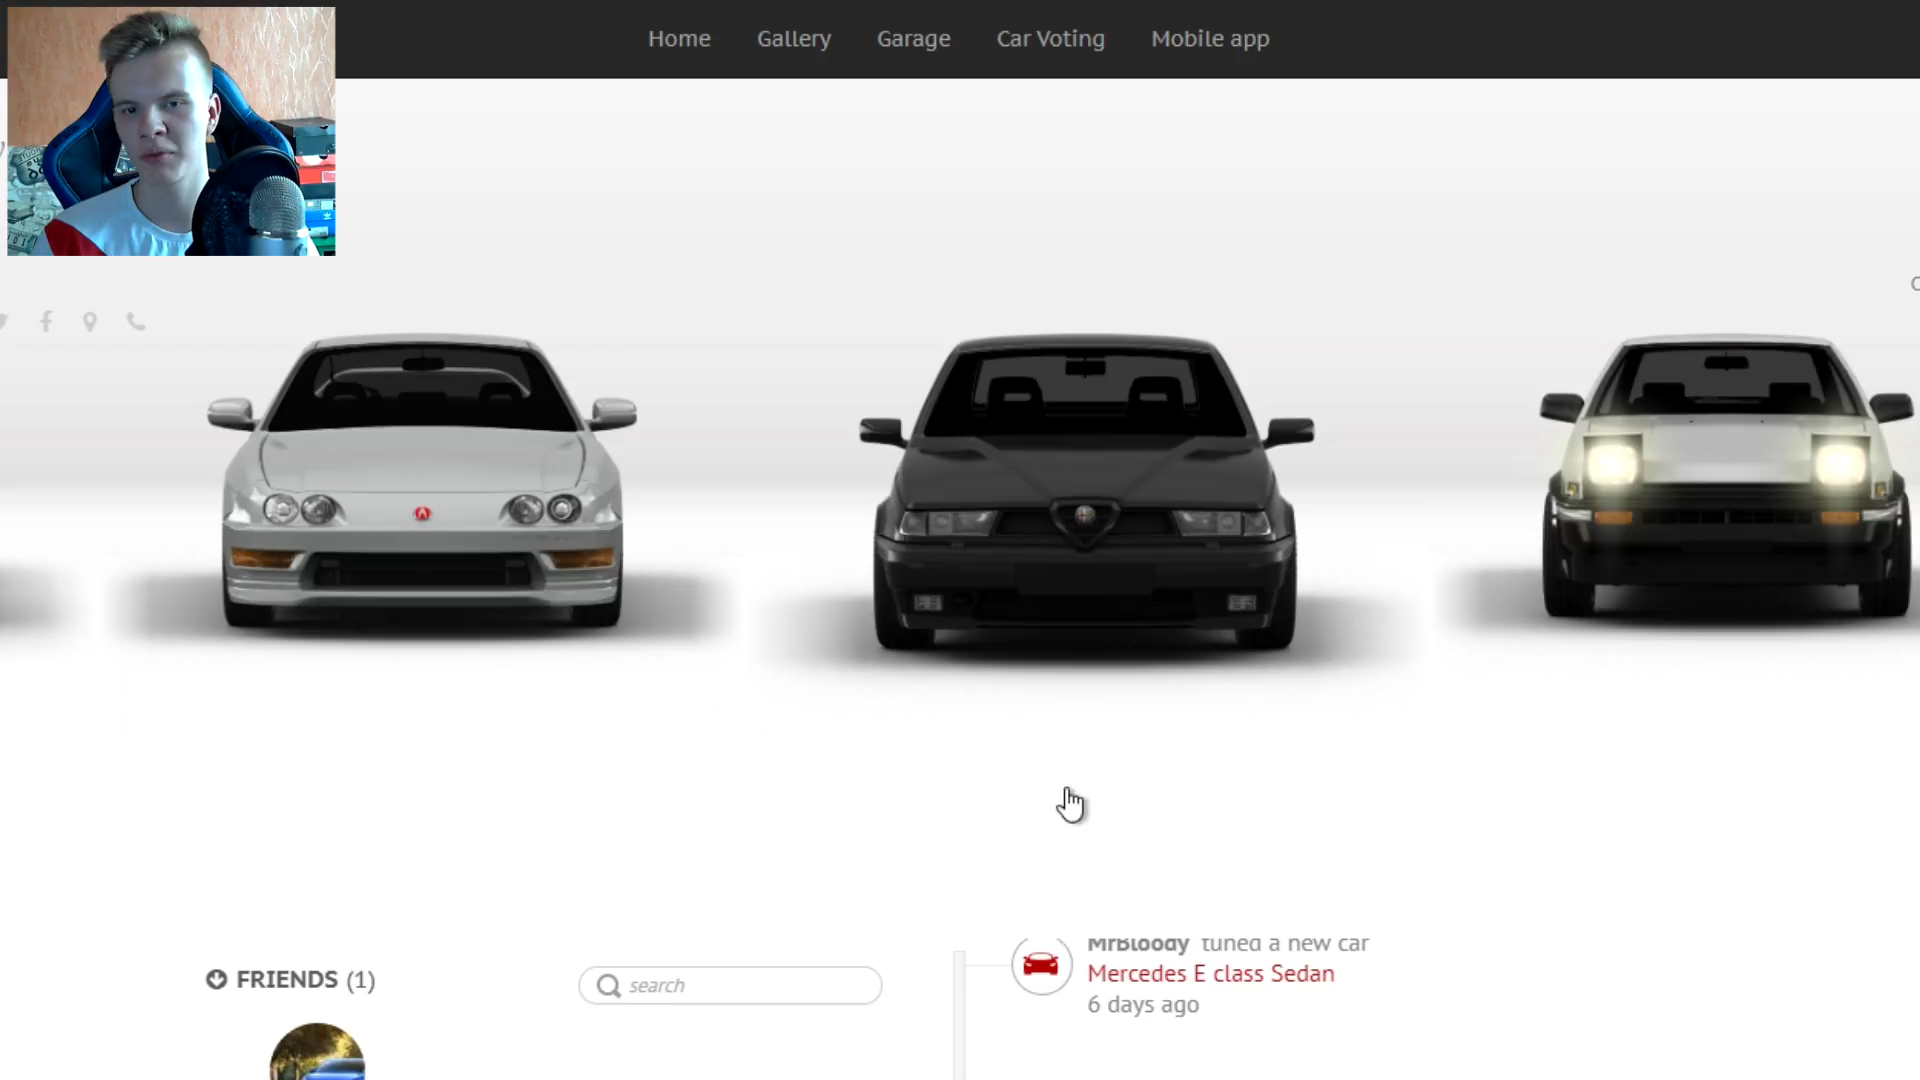 Home Gallery Garage Car Voting Mobile app
FRIENDS (1)
search
MrBloody tuned a new car
Mercedes E class Sedan
6 days ago